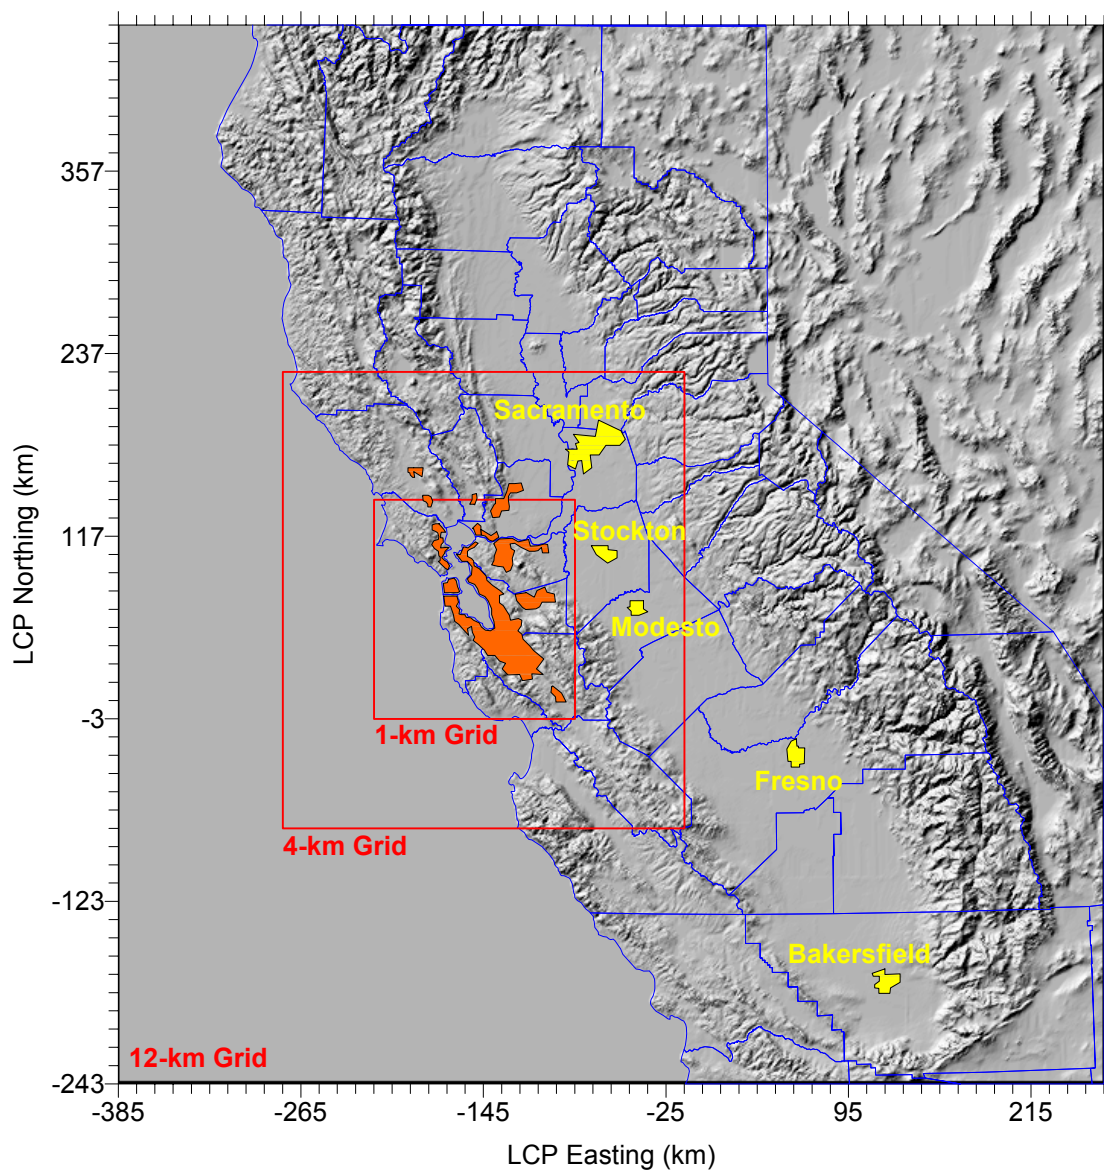 357
237
117
-3
-123
-243
LCP Northing (km)
Sacramento
Stockton
Modesto
1-km Grid
Fresno
4-km Grid
Bakersfield
12-km Grid
-385
-265
-145
-25
95
215
LCP Easting (km)